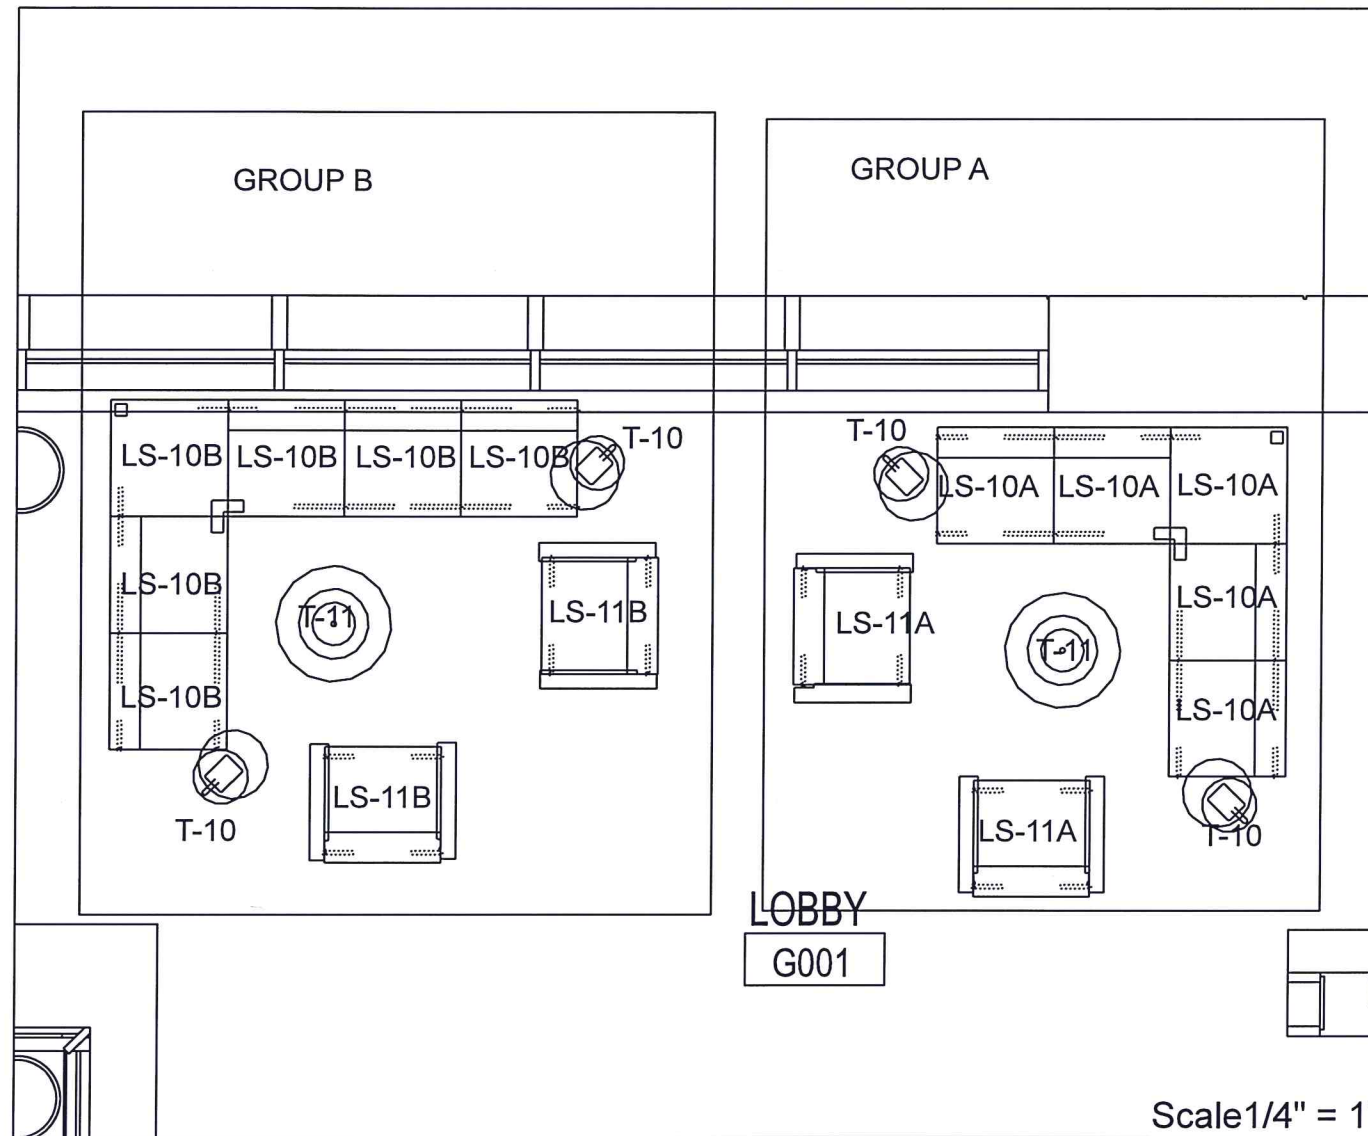 GROUP B
GROUP A
LS-10B
LS-10B
LS-10B
LS-10B
T-10
T-10
LS-10A
LS-10A
LS-10A
LS-10B
T-11
LS-11B
LS-11A
T-11
LS-10A
LS-10B
LS-10A
T-10
LS-11B
LS-11A
T-10
LOBBY
G001
Scale1/4" = 1